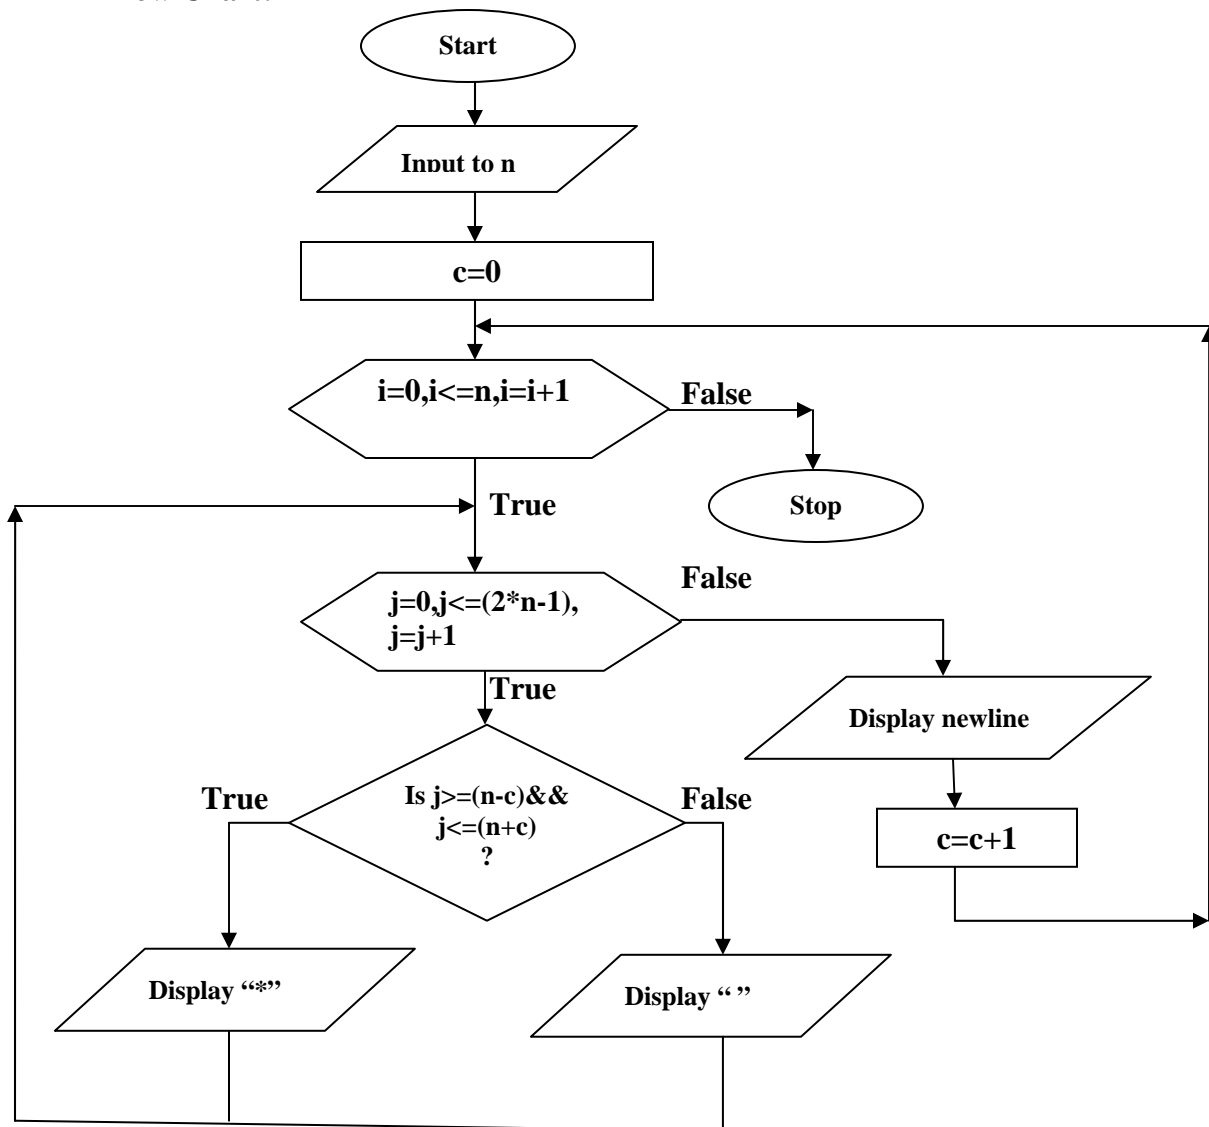 Start
Input to n
c=0
i=0,i<=n,i=i+1
False
True
Stop
False
j=0,j<=(2*n-1),
j=j+1
True
Display newline
True
Is j>=(n-c)&&
j<=(n+c)
?
False
c=c+1
Display “*”
Display “ ”